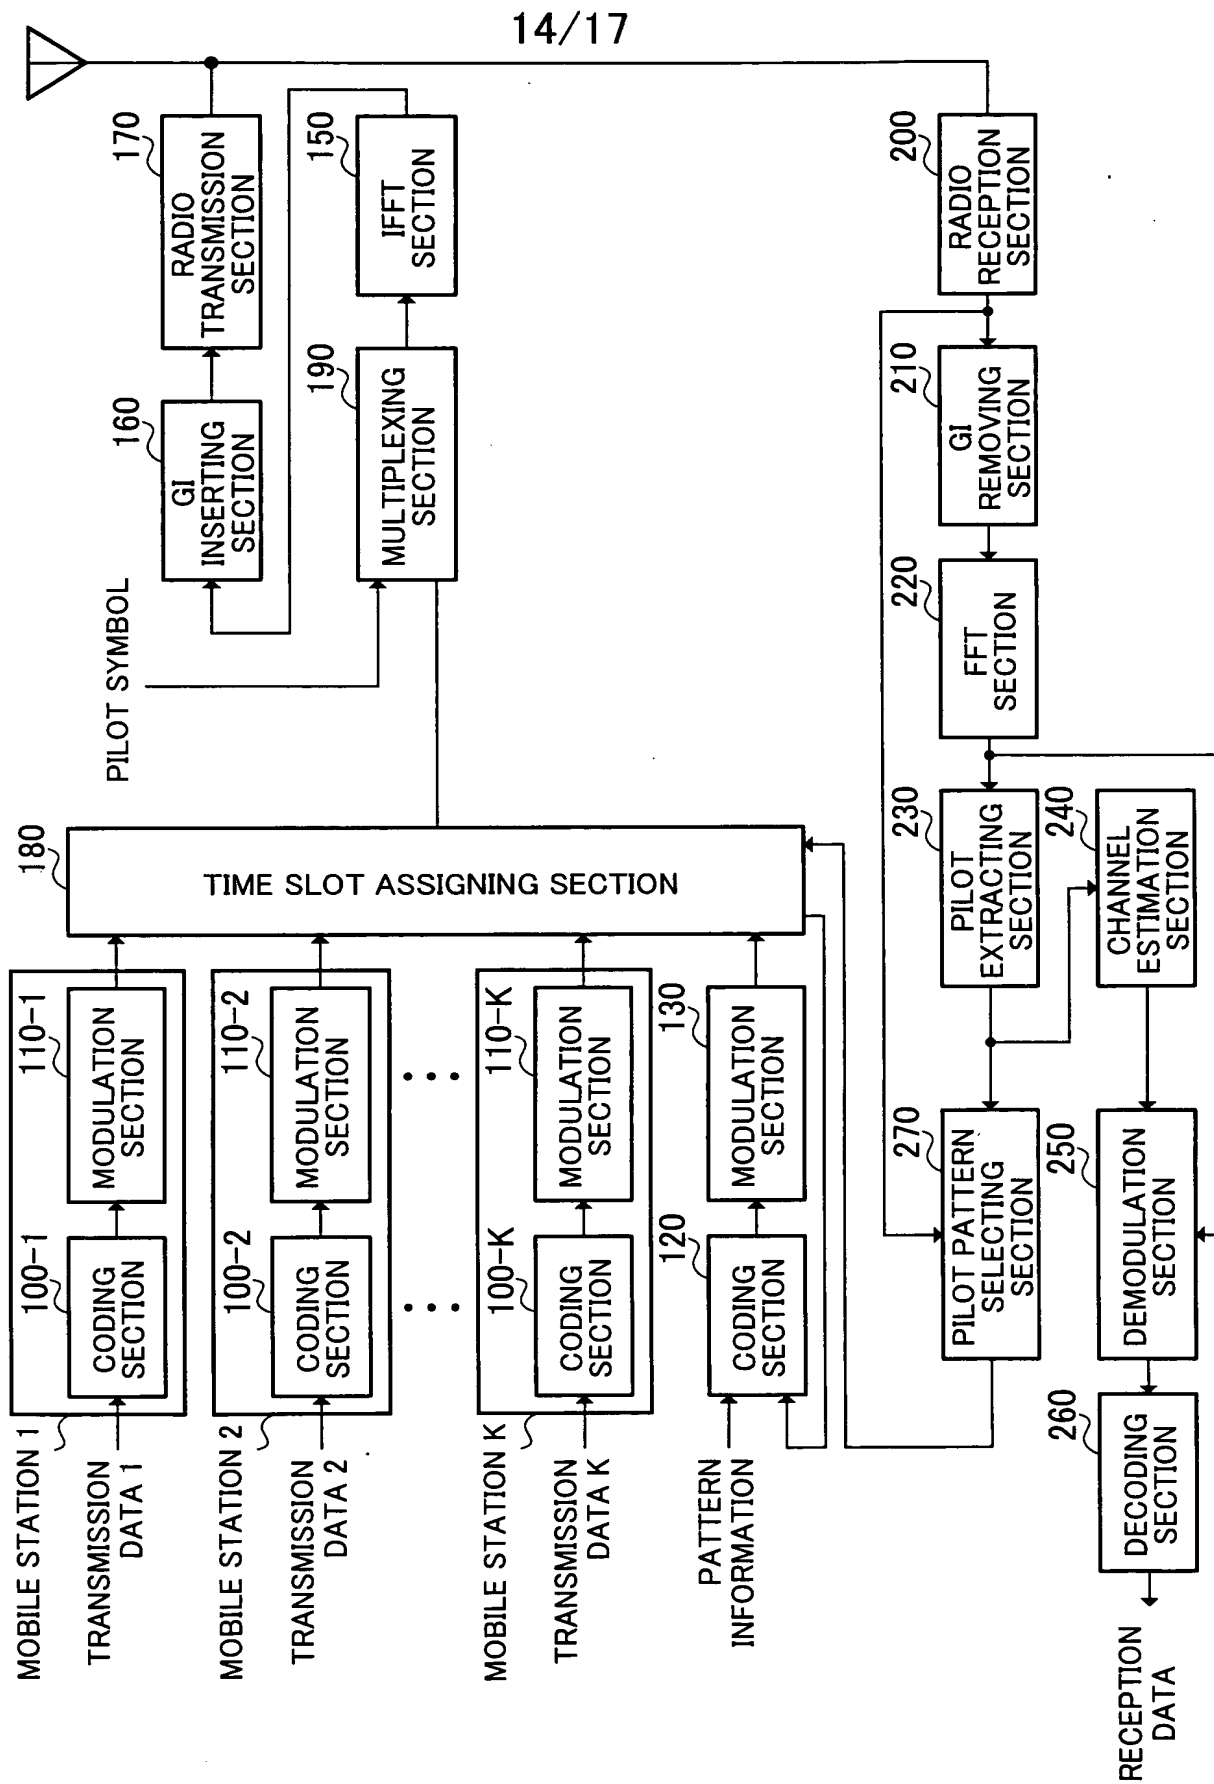 14/17
MOBILE STATION 1
TRANSMISSION
DATA 1
100-1
CODING
SECTION
110-1
MODULATION
SECTION
MOBILE STATION 2
TRANSMISSION
DATA 2
100-2
CODING
SECTION
110-2
MODULATION
SECTION
MOBILE STATION K
TRANSMISSION
DATA K
100-K
CODING
SECTION
110-K
MODULATION
SECTION
PATTERN
INFORMATION
120
CODING
SECTION
130
MODULATION
SECTION
180
TIME SLOT ASSIGNING SECTION
PILOT SYMBOL
190
MULTIPLEXING
SECTION
150
IFFT
SECTION
160
GI
INSERTING
SECTION
170
RADIO
TRANSMISSION
SECTION
200
RADIO
RECEPTION
SECTION
210
GI
REMOVING
SECTION
220
FFT
SECTION
230
PILOT
EXTRACTING
SECTION
240
CHANNEL
ESTIMATION
SECTION
270
PILOT PATTERN
SELECTING
SECTION
250
DEMODULATION
SECTION
260
DECODING
SECTION
RECEPTION
DATA